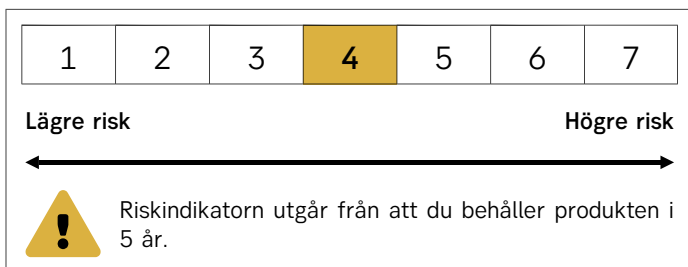 1 2 3 4 5 6 7
Lägre risk Högre risk
Riskindikatorn utgår från att du behåller produkten i
5 år.